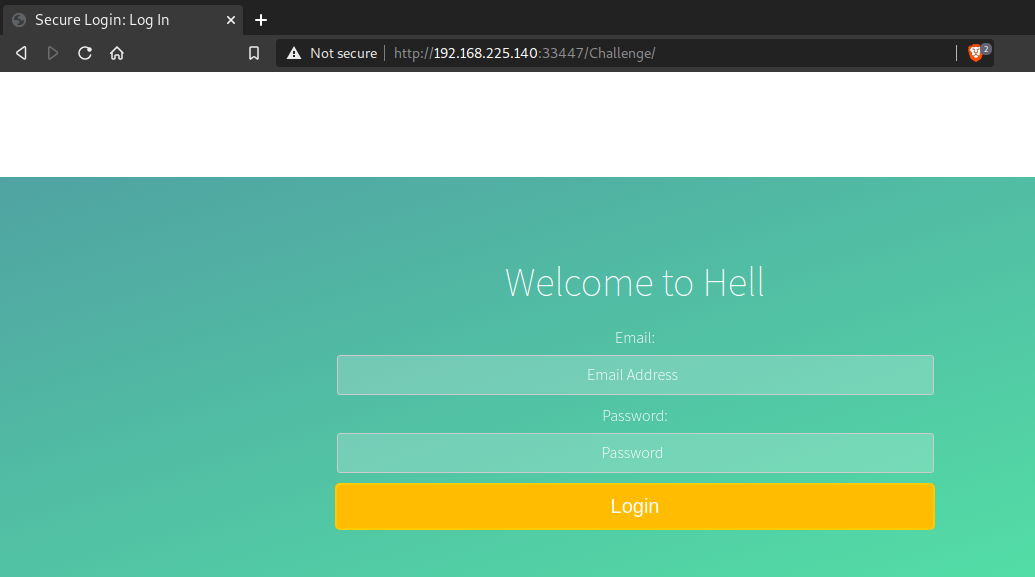 Secure Login: Log In
Not secure http://192.168.225.140:33447/Challenge/ 2
Welcome to Hell
Email:
Email Address
Password:
Password
Login